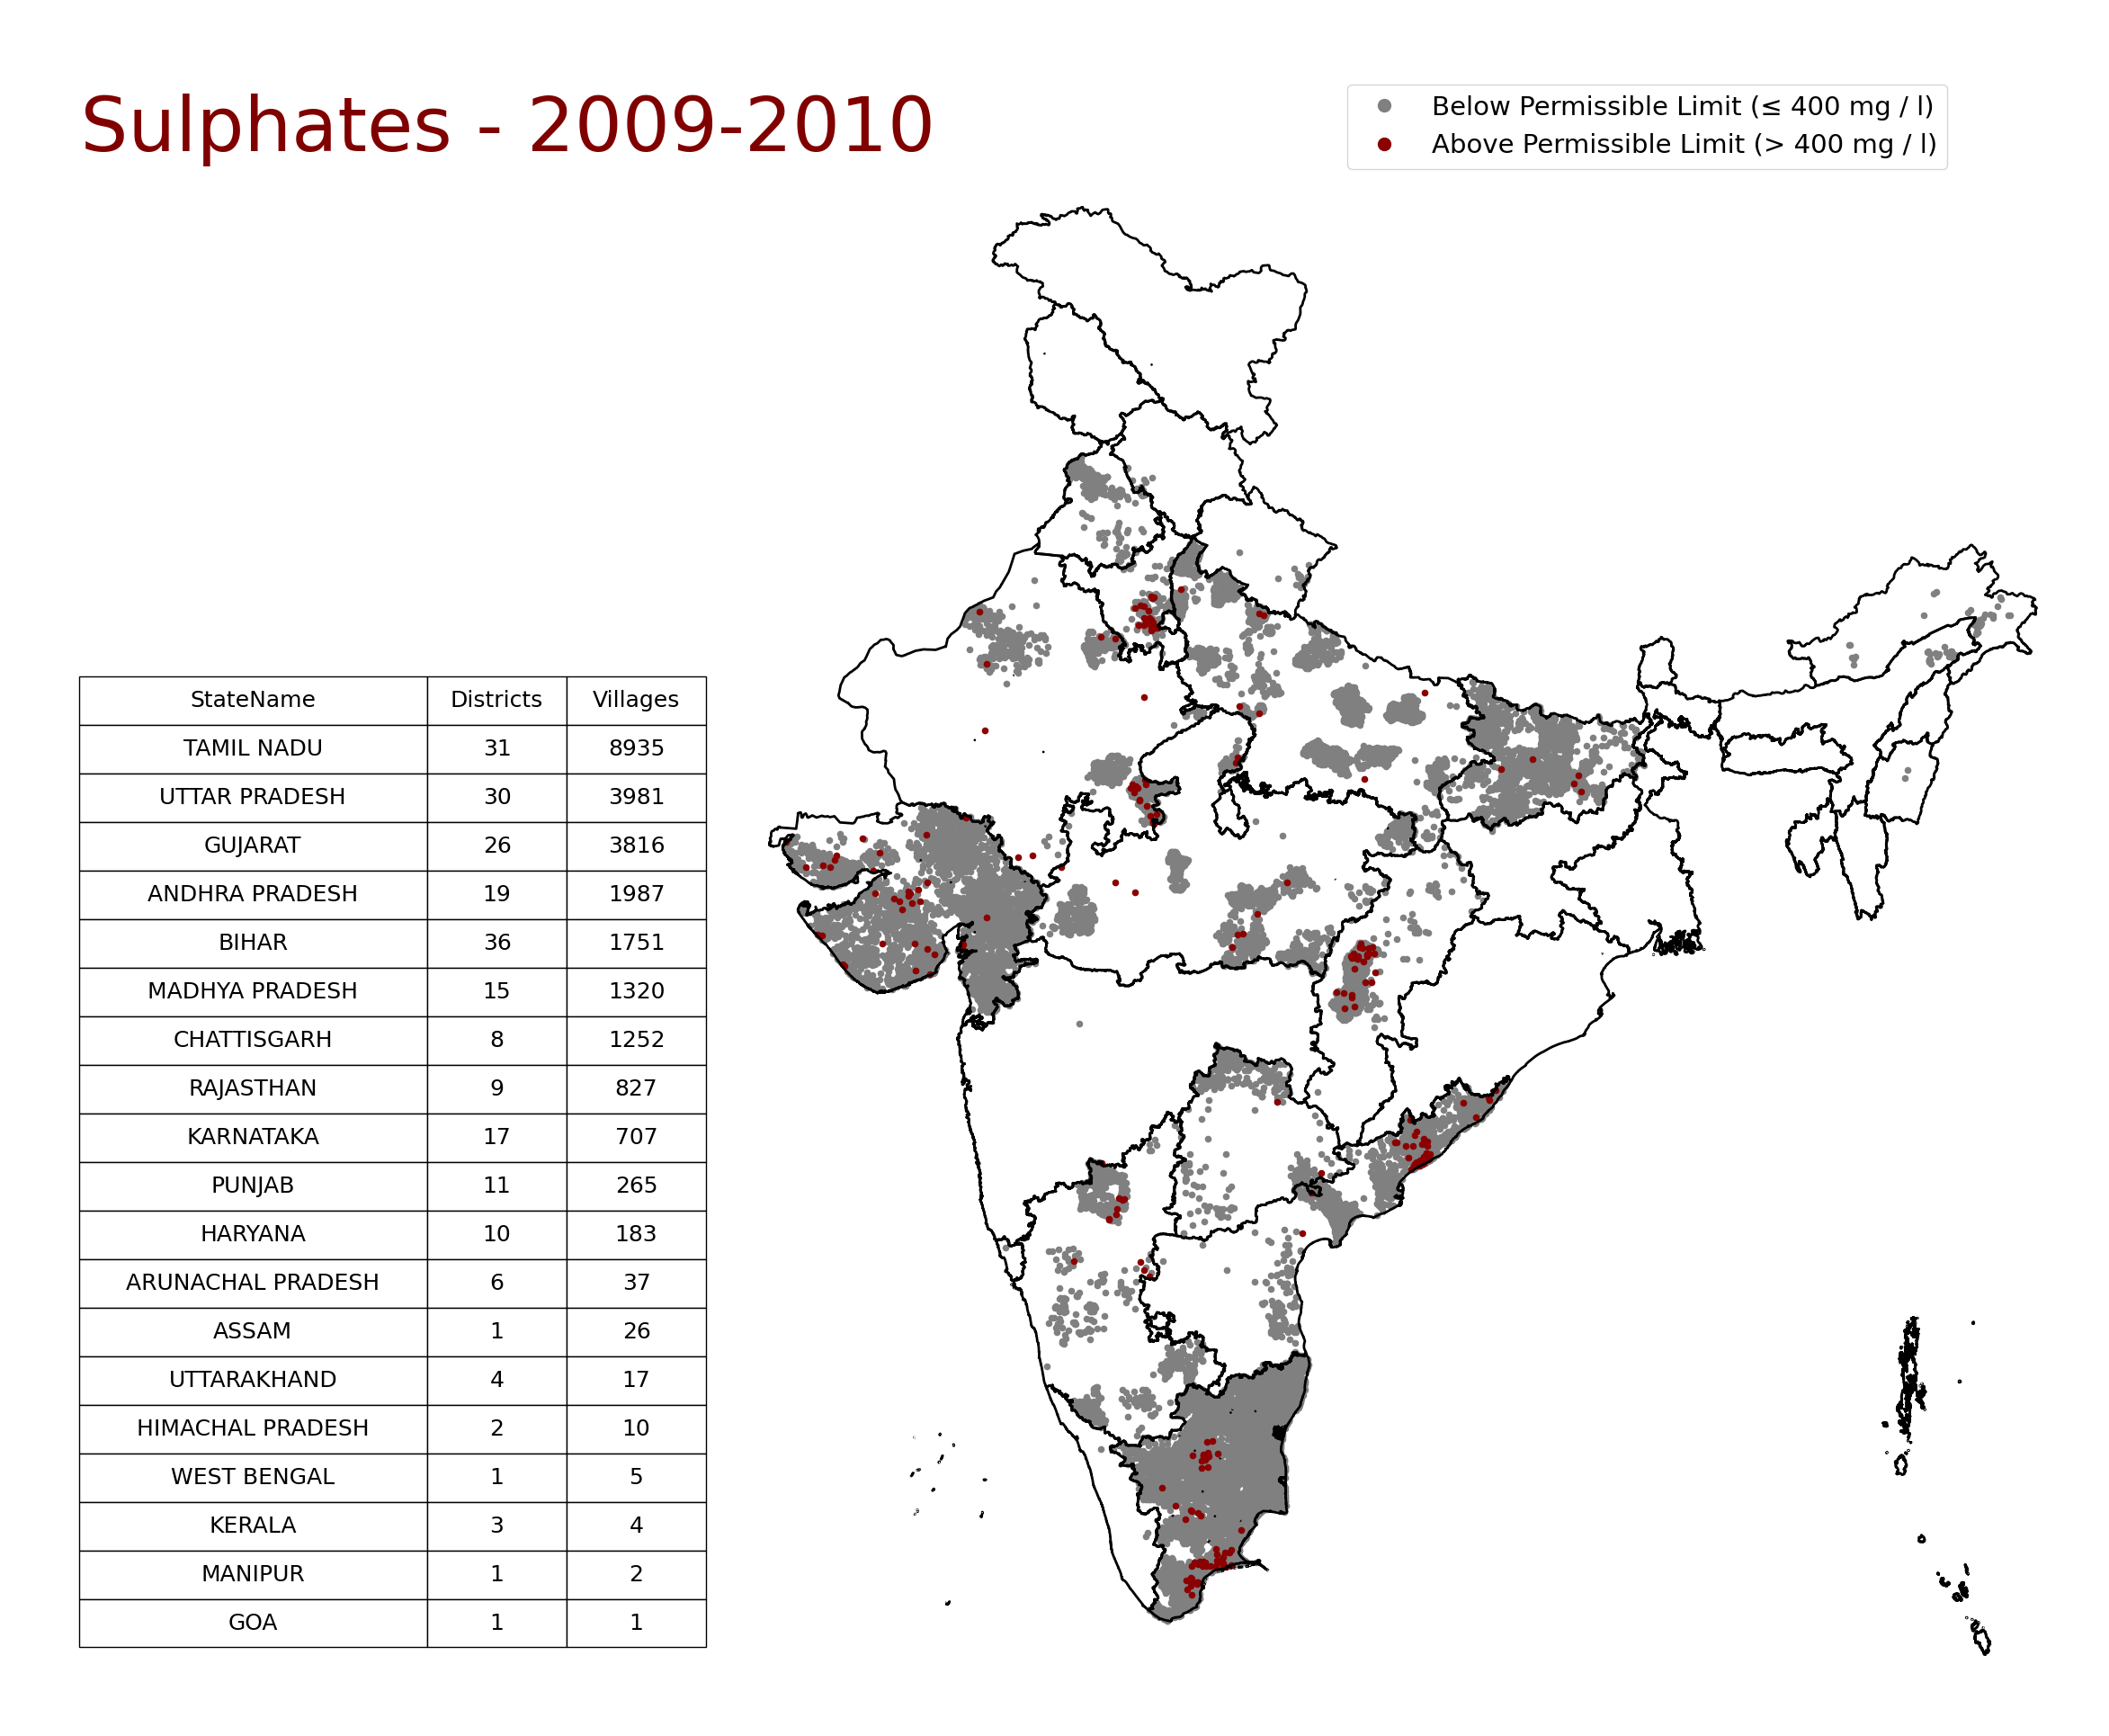 Sulphates - 2009-2010
Below Permissible Limit (≤ 400 mg / l)
Above Permissible Limit (> 400 mg / l)
StateName Districts Villages
TAMIL NADU 31 8935
UTTAR PRADESH 30 3981
GUJARAT 26 3816
ANDHRA PRADESH 19 1987
BIHAR 36 1751
MADHYA PRADESH 15 1320
CHATTISGARH 8 1252
RAJASTHAN 9 827
KARNATAKA 17 707
PUNJAB 11 265
HARYANA 10 183
ARUNACHAL PRADESH 6 37
ASSAM 1 26
UTTARAKHAND 4 17
HIMACHAL PRADESH 2 10
WEST BENGAL 1 5
KERALA 3 4
MANIPUR 1 2
GOA 1 1